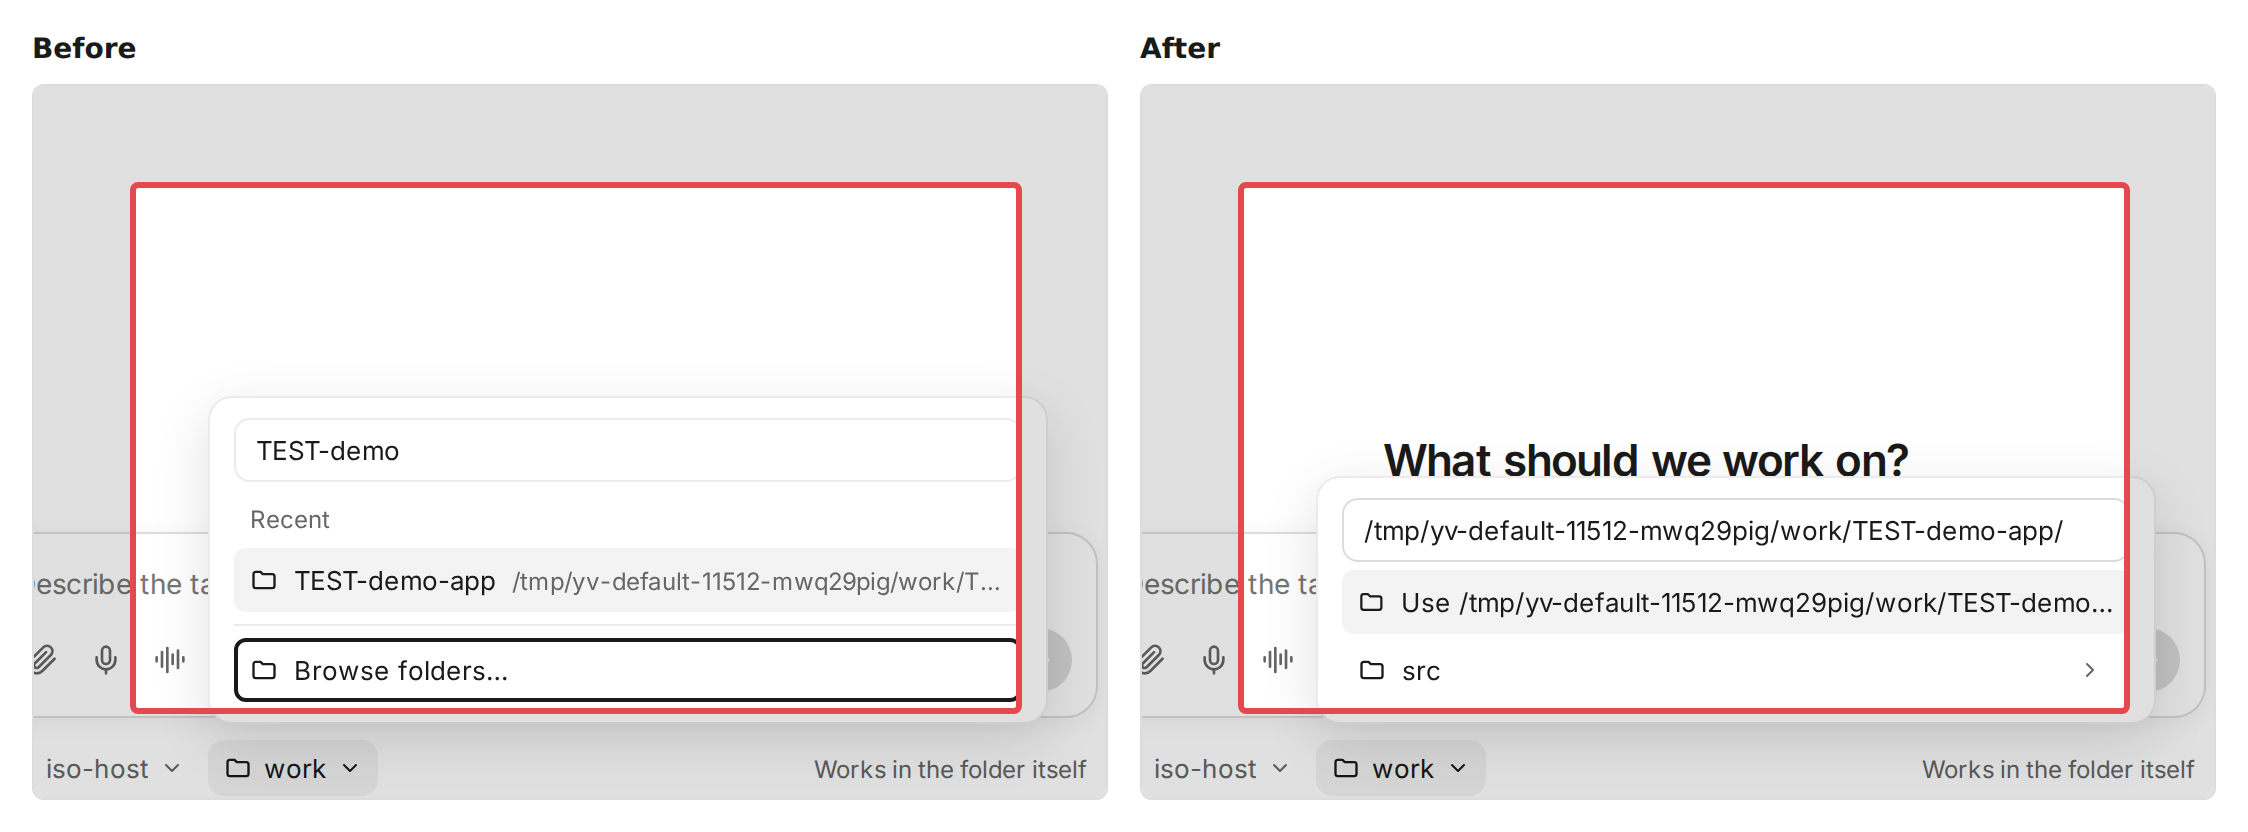 Before
TEST-demo
Recent
TEST-demo-app /tmp/yv-default-11512-mwq29pig/work/T...
escribe the ta
Browse folders...
iso-host
work
Works in the folder itself
After
What should we work on?
/tmp/yv-default-11512-mwq29pig/work/TEST-demo-app/
escribe the ta
Use /tmp/yv-default-11512-mwq29pig/work/TEST-demo...
src
iso-host
work
Works in the folder itself